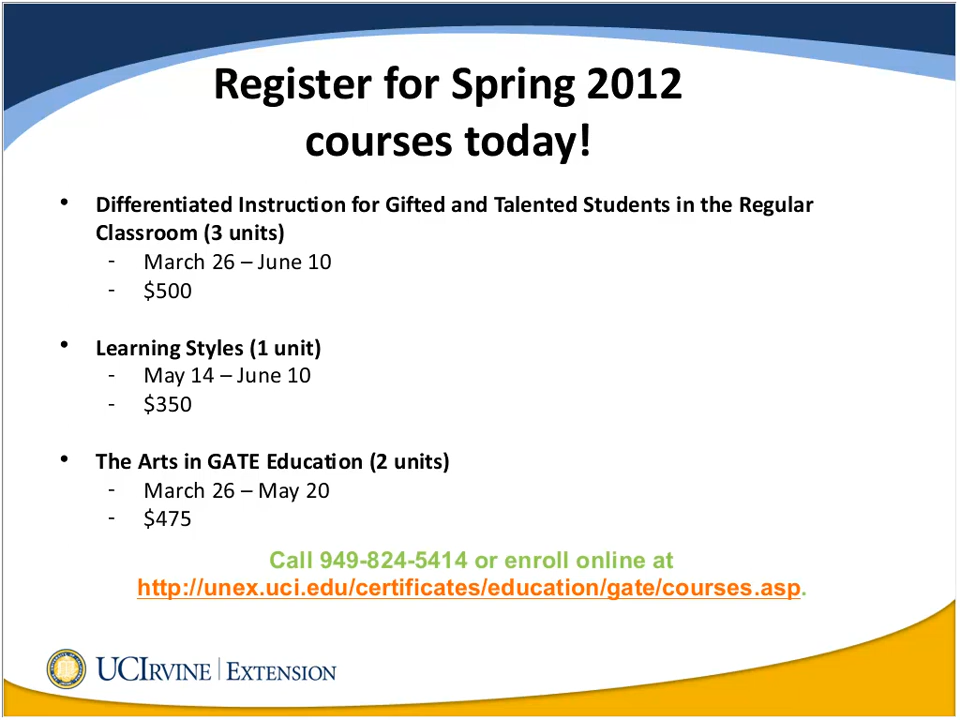 Register for Spring 2012
courses today!
• Differentiated Instruction for Gifted and Talented Students in the Regular
Classroom (3 units)
- March 26 – June 10
- $500
• Learning Styles (1 unit)
- May 14 – June 10
- $350
• The Arts in GATE Education (2 units)
- March 26 – May 20
- $475
Call 949-824-5414 or enroll online at
http://unex.uci.edu/certificates/education/gate/courses.asp.
UCIRVINE | EXTENSION